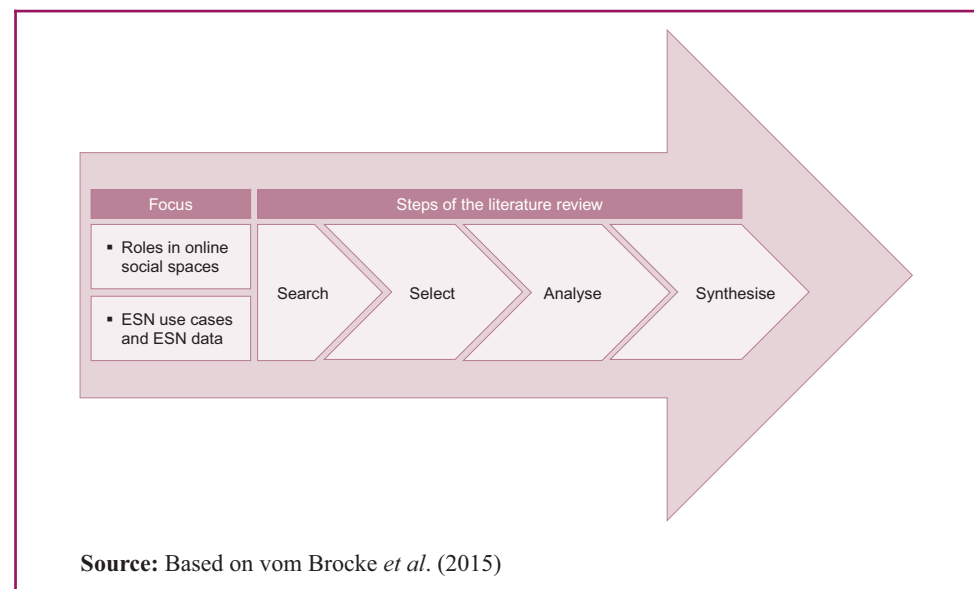 Focus
Steps of the literature review
▪ Roles in online
social spaces
▪ ESN use cases
and ESN data
Search
Select
Analyse
Synthesise
Source: Based on vom Brocke et al. (2015)